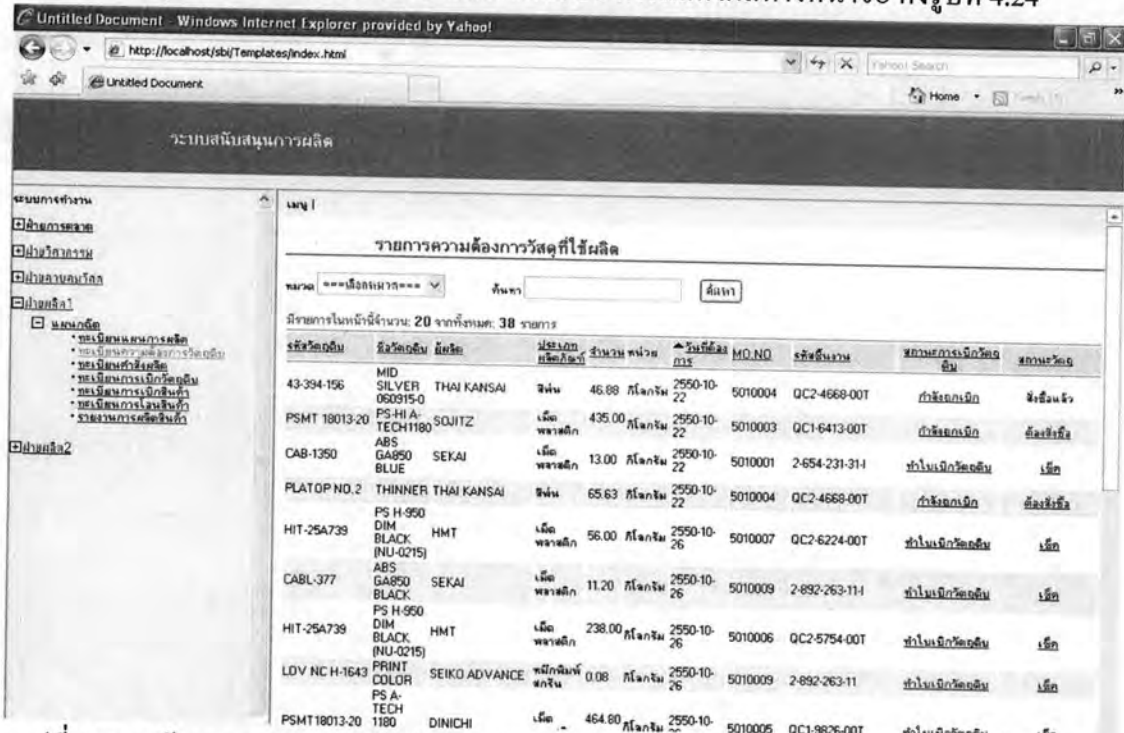 Untitled Document - Windows Internet Explorer provided by Yahoo!
http://localhost/sbi/Templates/index.html
Yahoo! Search
Untitled Document
Home
ระบบสนับสนุนการผลิต
ระบบการทำงาน
ฝ่ายการตลาด
ฝ่ายวิศวกรรม
ฝ่ายควบคุมวัสดุ
ฝ่ายผลิต1
แผนกฉีด
ทะเบียนแผนการผลิต
ทะเบียนความต้องการวัตถุดิบ
ทะเบียนคำสั่งผลิต
ทะเบียนการเบิกวัตถุดิบ
ทะเบียนการเบิกสินค้า
ทะเบียนการโอนสินค้า
รายงานการผลิตสินค้า
ฝ่ายผลิต2
เมนู |
รายการความต้องการวัสดุที่ใช้ผลิต
หมวด ===เลือกหมวด=== ค้นหา ค้นหา
มีรายการในหน้านี้จำนวน: 20 จากทั้งหมด: 38 รายการ
รหัสวัตถุดิบ ชื่อวัตถุดิบ ผู้ผลิต ประเภทผลิตภัณฑ์ จำนวน หน่วย วันที่ต้องการ MO.NO รหัสชิ้นงาน สถานะการเบิกวัตถุดิบ สถานะวัตถุ
43-394-156 MID SILVER 060915-0 THAI KANSAI สีพ่น 46.88 กิโลกรัม 2550-10-22 5010004 QC2-4668-00T กำลังถูกเบิก สั่งซื้อแล้ว
PSMT 18013-20 PS-HI A-TECH1180 SOJITZ เม็ดพลาสติก 435.00 กิโลกรัม 2550-10-22 5010003 QC1-6413-00T กำลังถูกเบิก ต้องสั่งซื้อ
CAB-1350 ABS GA850 BLUE SEKAI เม็ดพลาสติก 13.00 กิโลกรัม 2550-10-22 5010001 2-654-231-31-I ทำใบเบิกวัตถุดิบ เช็ค
PLATOP NO.2 THINNER THAI KANSAI สีพ่น 65.63 กิโลกรัม 2550-10-22 5010004 QC2-4668-00T กำลังถูกเบิก ต้องสั่งซื้อ
HIT-25A739 PS H-950 DIM BLACK (NU-0215) HMT เม็ดพลาสติก 56.00 กิโลกรัม 2550-10-26 5010007 QC2-6224-00T ทำใบเบิกวัตถุดิบ เช็ค
CABL-377 ABS GA850 BLACK SEKAI เม็ดพลาสติก 11.20 กิโลกรัม 2550-10-26 5010009 2-892-263-11-I ทำใบเบิกวัตถุดิบ เช็ค
HIT-25A739 PS H-950 DIM BLACK (NU-0215) HMT เม็ดพลาสติก 238.00 กิโลกรัม 2550-10-26 5010006 QC2-5754-00T ทำใบเบิกวัตถุดิบ เช็ค
LOV NC H-1643 PRINT COLOR SEIKO ADVANCE หมึกพิมพ์สกรีน 0.08 กิโลกรัม 2550-10-26 5010009 2-892-263-11 ทำใบเบิกวัตถุดิบ เช็ค
PSMT18013-20 PS A-TECH 1180 DINICHI เม็ด 464.80 กิโลกรัม 2550-10- 5010005 QC1-9826-00T ทำใบเบิกวัตถุดิบ